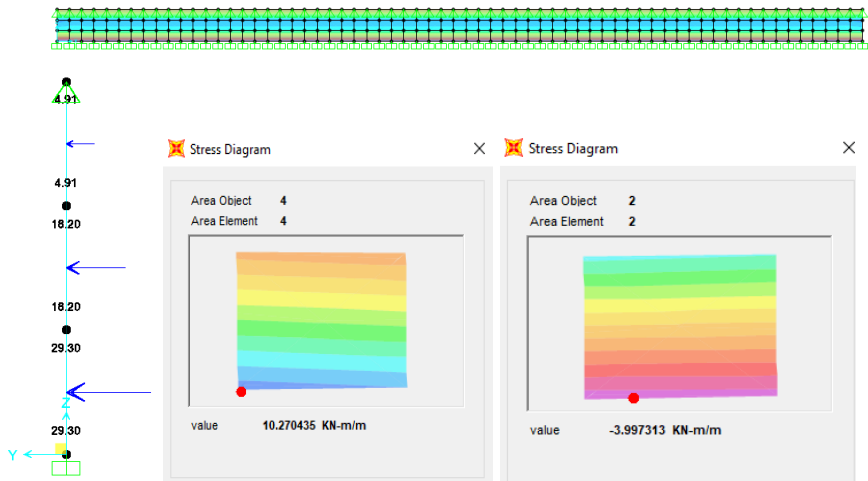 4.91
4.91
18.20
18.20
29.30
Z
29.30
Y
Stress Diagram
Area Object 4
Area Element 4
value 10.270435 KN-m/m
Stress Diagram
Area Object 2
Area Element 2
value -3.997313 KN-m/m